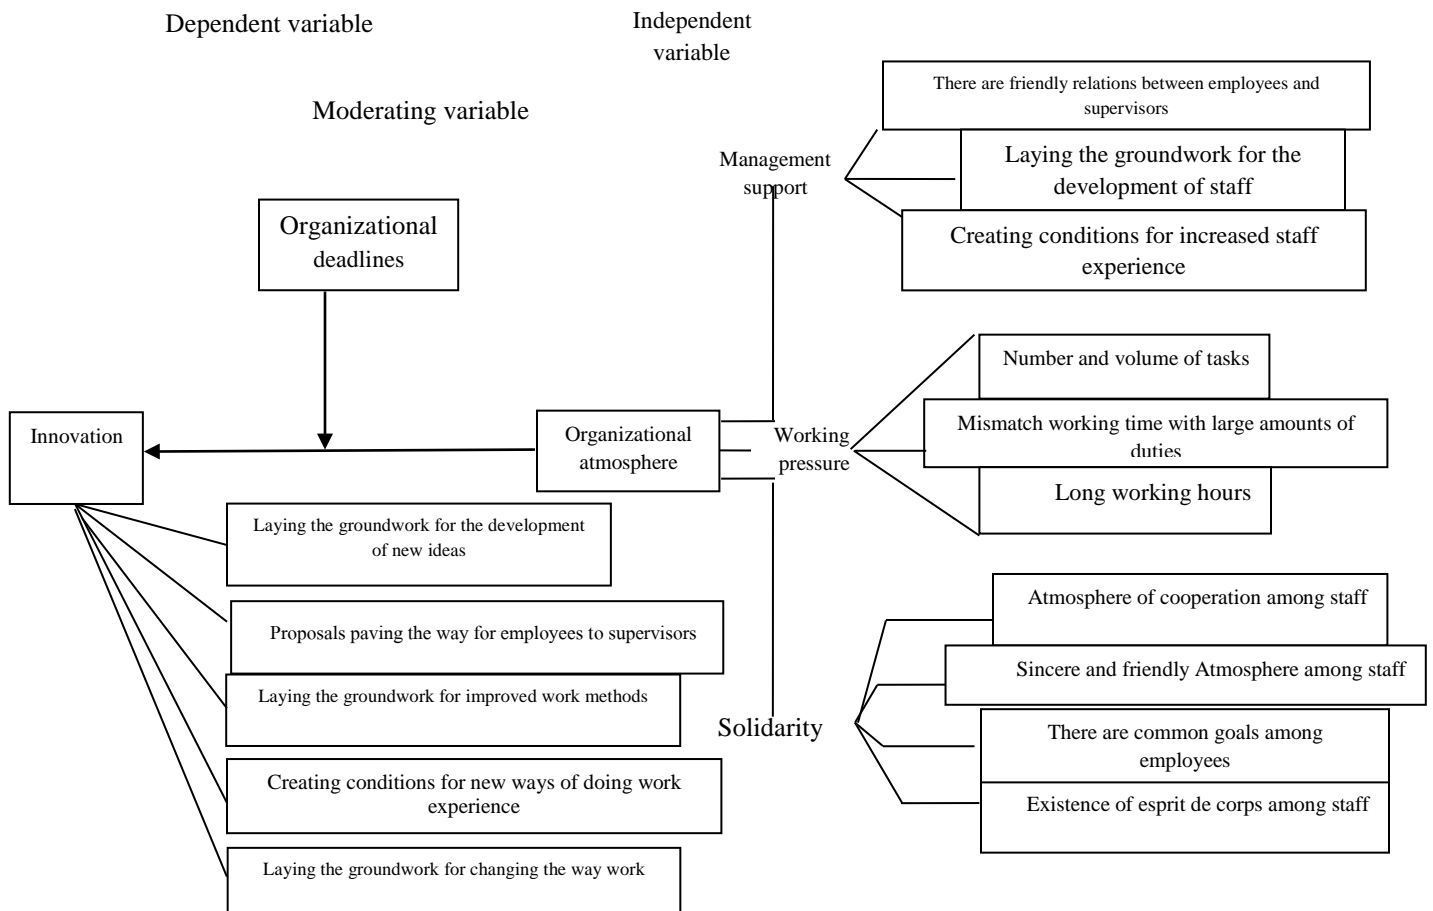 Dependent variable
Independent
variable
Moderating variable
There are friendly relations between employees and
supervisors
Management
support
Laying the groundwork for the
development of staff
Creating conditions for increased staff
experience
Organizational
deadlines
Number and volume of tasks
Mismatch working time with large amounts of
duties
Long working hours
Innovation
Organizational
atmosphere
Working
pressure
Laying the groundwork for the development
of new ideas
Proposals paving the way for employees to supervisors
Laying the groundwork for improved work methods
Creating conditions for new ways of doing work
experience
Laying the groundwork for changing the way work
Solidarity
Atmosphere of cooperation among staff
Sincere and friendly Atmosphere among staff
There are common goals among
employees
Existence of esprit de corps among staff